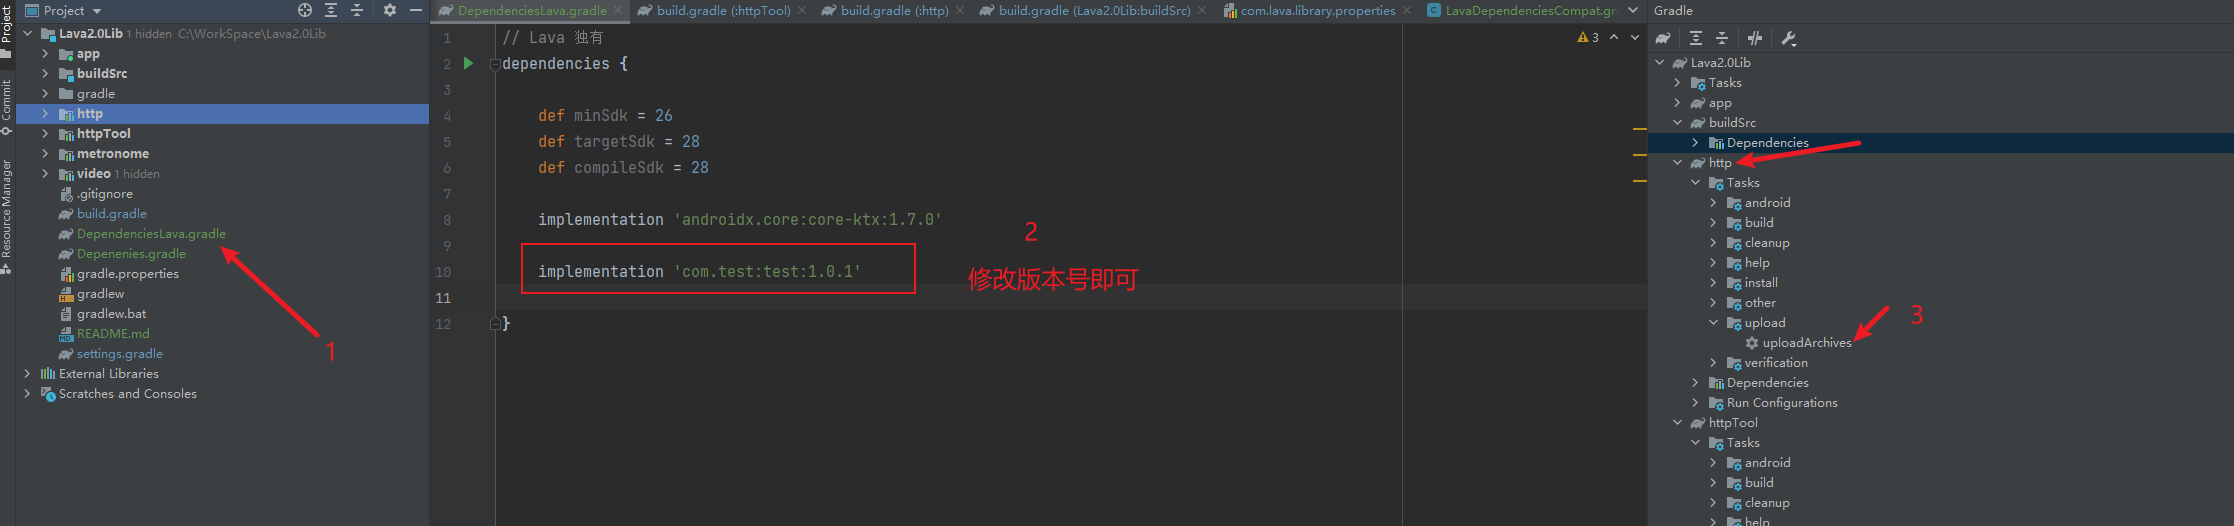 Project
Commit
Resource Manager
Project
Lava2.0Lib 1 hidden C:\WorkSpace\Lava2.0Lib
app
buildSrc
gradle
http
httpTool
metronome
video 1 hidden
.gitignore
build.gradle
DependenciesLava.gradle
Depenenies.gradle
gradle.properties
gradlew
gradlew.bat
README.md
settings.gradle
External Libraries
Scratches and Consoles
1
DependenciesLava.gradle
build.gradle (:httpTool)
build.gradle (:http)
build.gradle (Lava2.0Lib:buildSrc)
com.lava.library.properties
LavaDependenciesCompat.gr
3
1 // Lava 独有
2 dependencies {
3
4 def minSdk = 26
5 def targetSdk = 28
6 def compileSdk = 28
7
8 implementation 'androidx.core:core-ktx:1.7.0'
9
10 implementation 'com.test:test:1.0.1'
11
12 }
2
修改版本号即可
Gradle
Lava2.0Lib
Tasks
app
buildSrc
Dependencies
http
Tasks
android
build
cleanup
help
install
other
upload
uploadArchives
3
verification
Dependencies
Run Configurations
httpTool
Tasks
android
build
cleanup
help